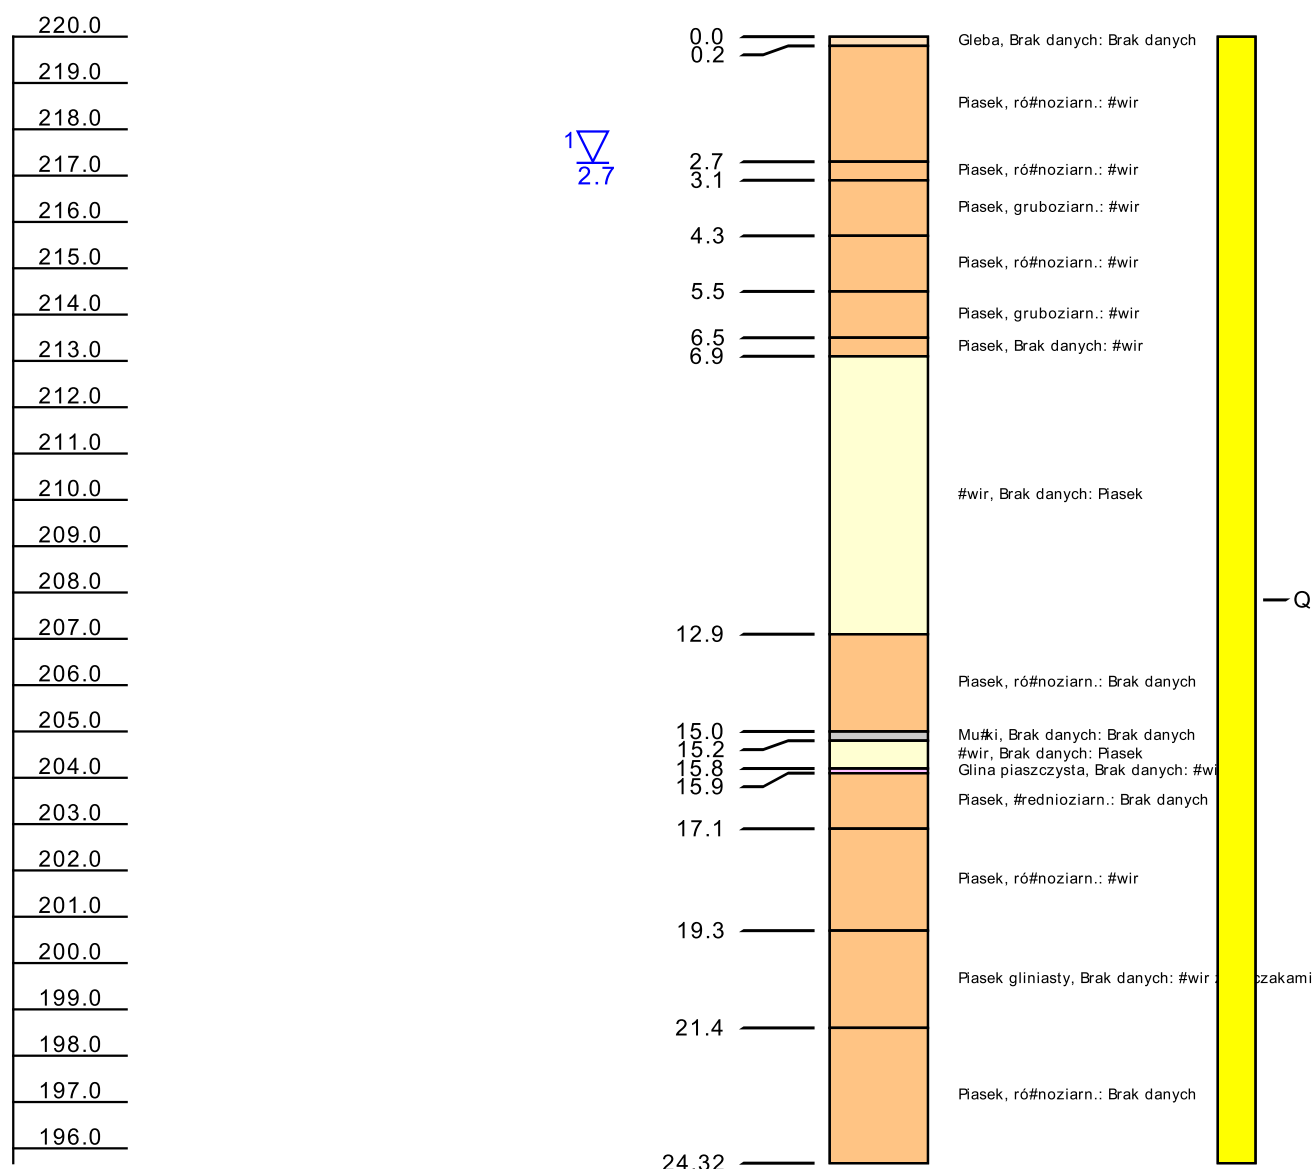 220.0
219.0
218.0
217.0
216.0
215.0
214.0
213.0
212.0
211.0
210.0
209.0
208.0
207.0
206.0
205.0
204.0
203.0
202.0
201.0
200.0
199.0
198.0
197.0
196.0
1
2.7
0.0
0.2
2.7
3.1
4.3
5.5
6.5
6.9
12.9
15.0
15.2
15.8
15.9
17.1
19.3
21.4
24.32
Gleba, Brak danych: Brak danych
Piasek, ró#noziarn.: #wir
Piasek, ró#noziarn.: #wir
Piasek, gruboziarn.: #wir
Piasek, ró#noziarn.: #wir
Piasek, gruboziarn.: #wir
Piasek, Brak danych: #wir
#wir, Brak danych: Piasek
Piasek, ró#noziarn.: Brak danych
Mu#ki, Brak danych: Brak danych
#wir, Brak danych: Piasek
Glina piaszczysta, Brak danych: #wi
Piasek, #rednioziarn.: Brak danych
Piasek, ró#noziarn.: #wir
Piasek gliniasty, Brak danych: #wir czakami
Piasek, ró#noziarn.: Brak danych
Q